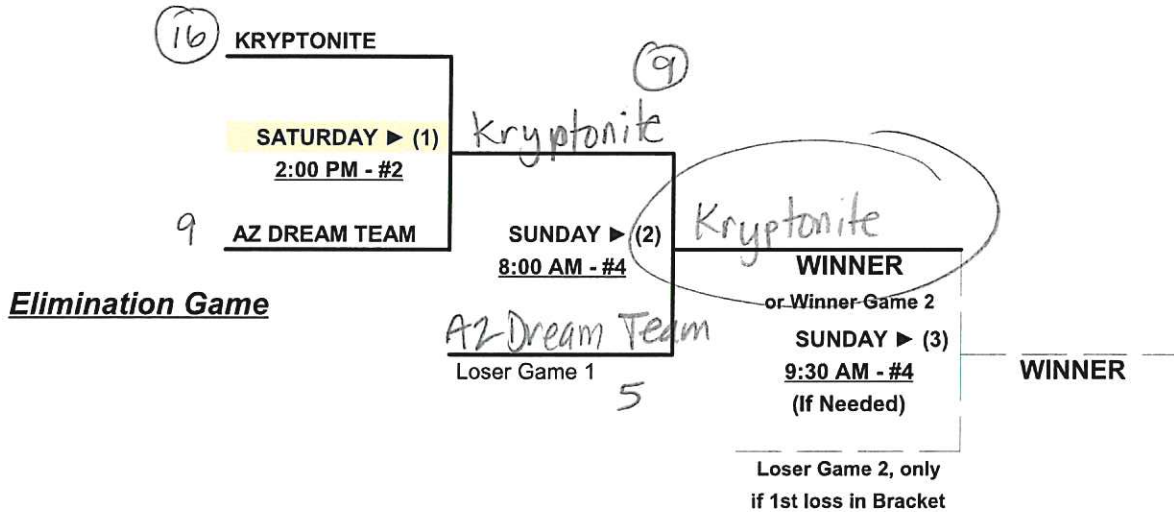 16 KRYPTONITE
9
SATURDAY ► (1)
Kryptonite
2:00 PM - #2
Kryptonite
9 AZ DREAM TEAM
SUNDAY ► (2)
8:00 AM - #4
WINNER
or Winner Game 2
Elimination Game
AZ Dream Team
SUNDAY ► (3)
Loser Game 1
9:30 AM - #4
WINNER
5
(If Needed)
Loser Game 2, only
if 1st loss in Bracket